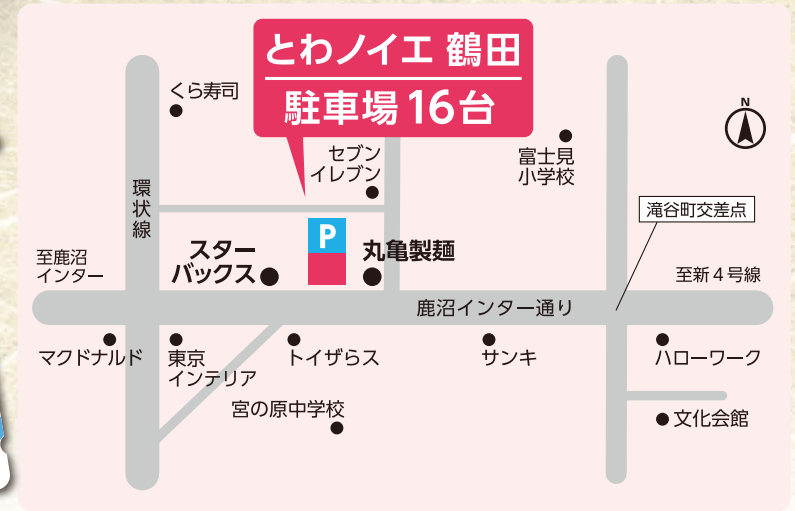 とわノイエ 鶴田
駐車場16台
くら寿司
N
セブン
イレブン
富士見
小学校
環状線
滝谷町交差点
P
スター
バックス
丸亀製麺
至鹿沼
インター
至新4号線
鹿沼インター通り
マクドナルド
東京
インテリア
トイザらス
サンキ
ハローワーク
宮の原中学校
文化会館